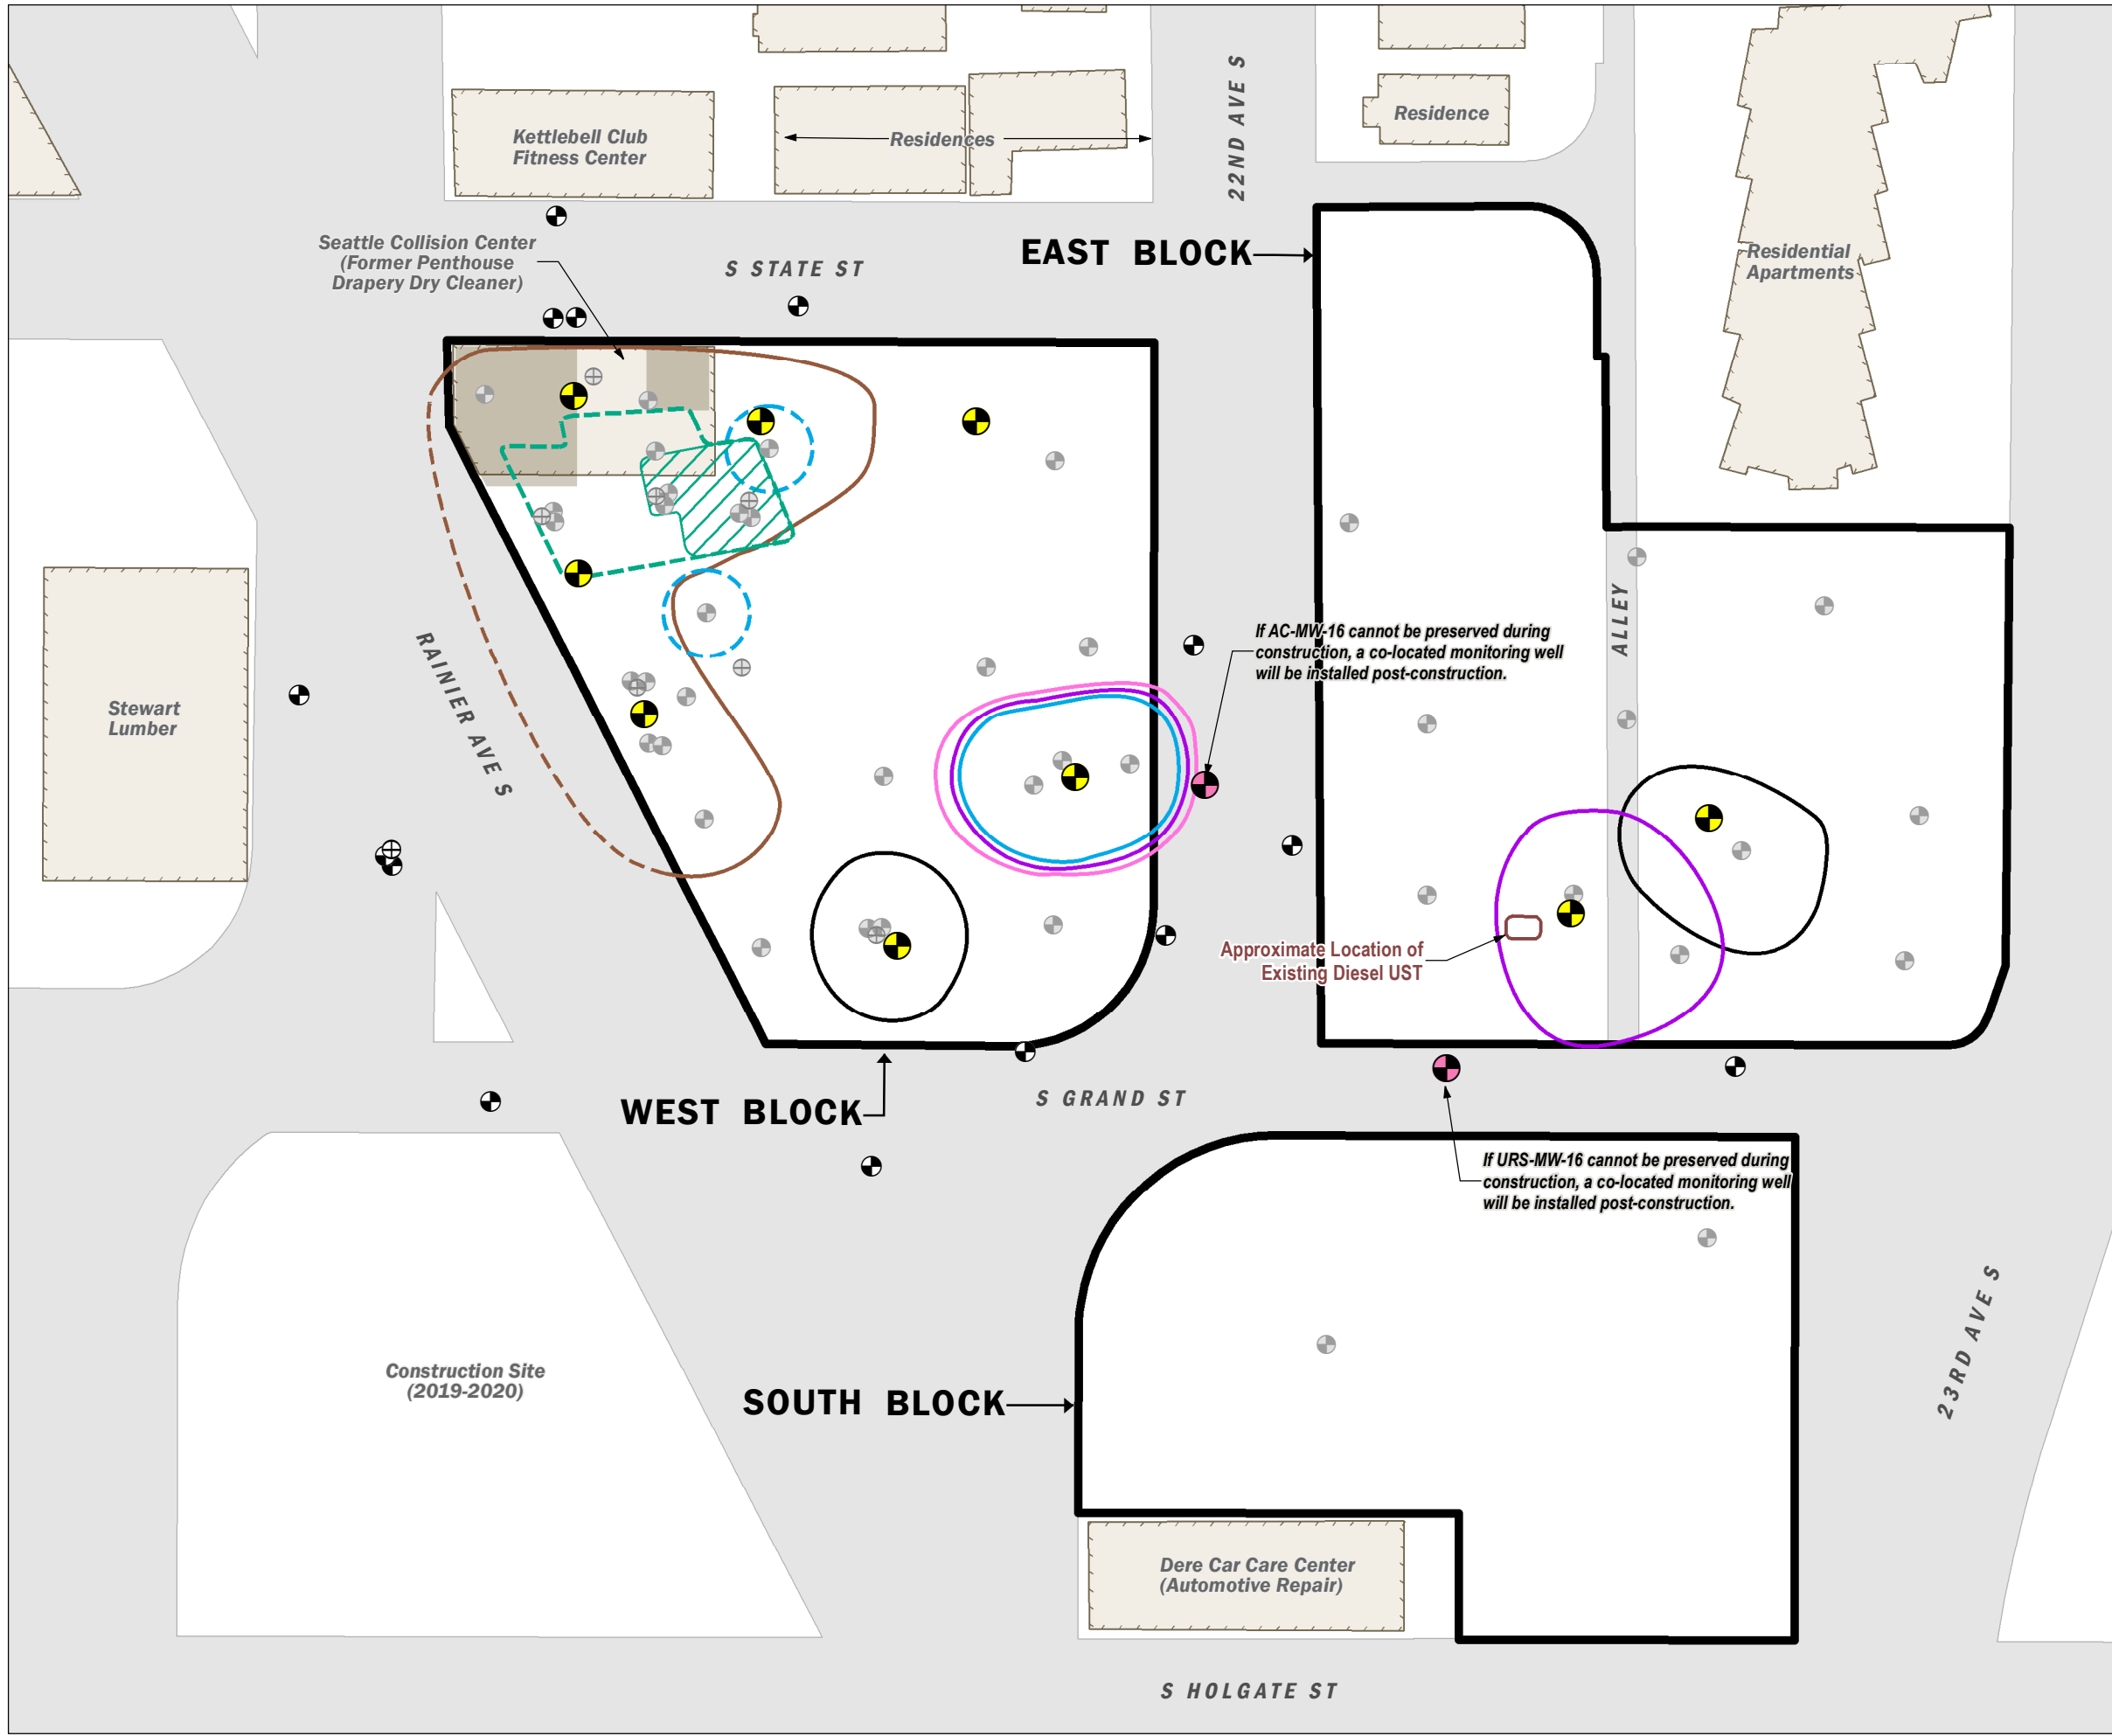 22ND AVE S
Kettlebell Club
Fitness Center
Residences
Residence
Seattle Collision Center
(Former Penthouse
Drapery Dry Cleaner)
S STATE ST
EAST BLOCK
Residential
Apartments
If AC-MW-16 cannot be preserved during
construction, a co-located monitoring well
will be installed post-construction.
ALLEY
RAINIER AVE S
Stewart
Lumber
Approximate Location of
Existing Diesel UST
WEST BLOCK
S GRAND ST
If URS-MW-16 cannot be preserved during
construction, a co-located monitoring well
will be installed post-construction.
23RD AVE S
Construction Site
(2019-2020)
SOUTH BLOCK
Dere Car Care Center
(Automotive Repair)
S HOLGATE ST